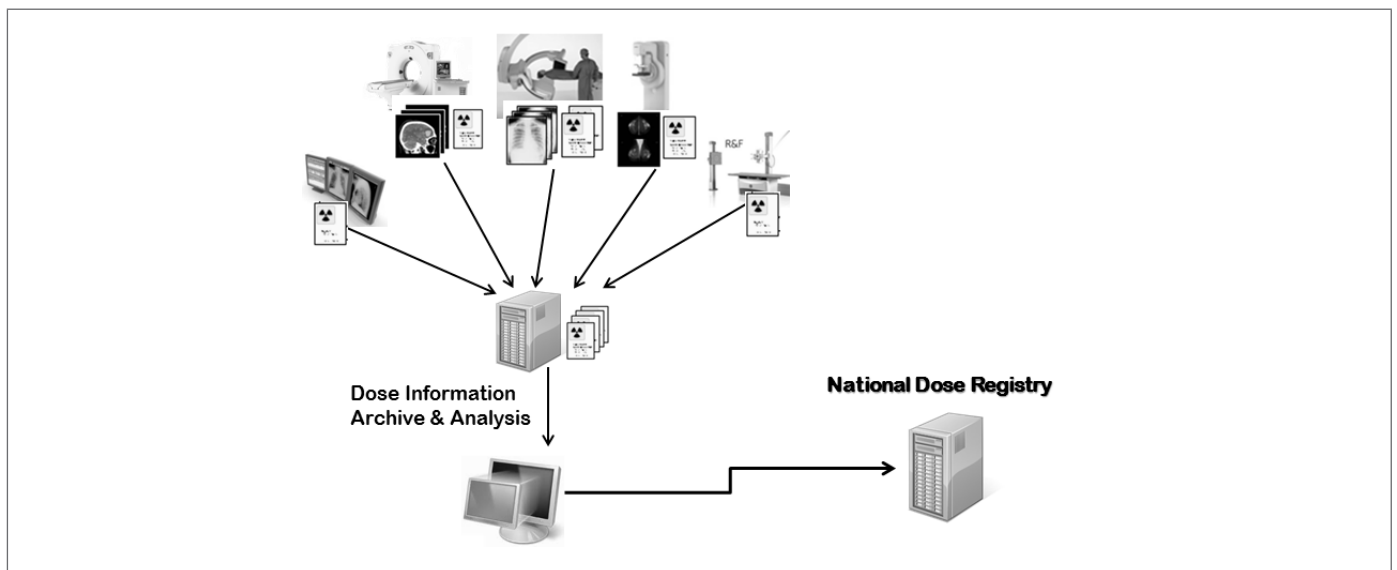 R&F
Dose Information
Archive & Analysis
National Dose Registry